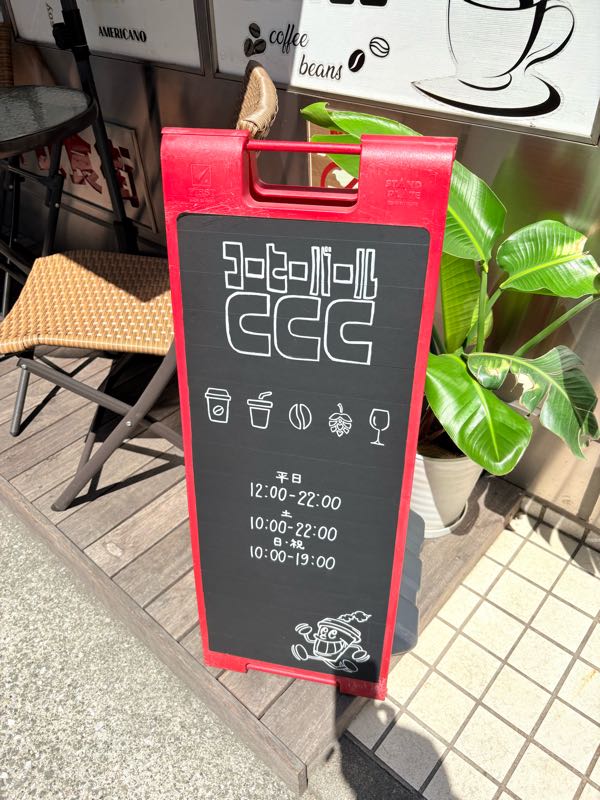 AMERICANO
coffee
beans
コーヒーバール
CCC
平日
12:00-22:00
土
10:00-22:00
日・祝
10:00-19:00